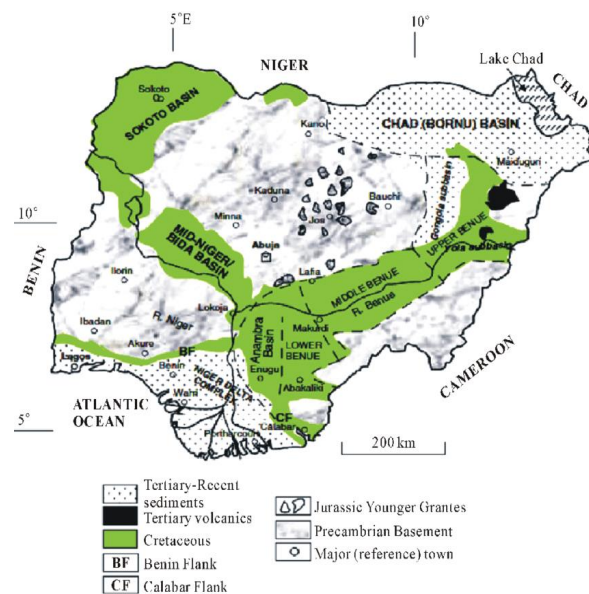 5°E
10°
Lake Chad
NIGER
CHAD
Sokoto
SOKOTO BASIN
Kano
CHAD (BORNU) BASIN
Maiduguri
Kaduna
Jos
Bauchi
Gongola subbasin
10°
Minna
Abuja
UPPER BENUE
Yola subbasin
MID-NIGER/
BIDA BASIN
BENIN
Ilorin
Lafia
MIDDLE BENUE
R. Benue
R. Niger
Lokoja
Makurdi
Ibadan
Anambra
Basin
LOWER
BENUE
Akure
BF
CAMEROON
Lagos
Benin
Enugu
Abakaliki
NIGER DELTA
COMPLEX
Warri
ATLANTIC
OCEAN
CF
5°
Calabar
Portharcourt
200 km
Tertiary-Recent
sediments
Tertiary volcanics
Cretaceous
BF Benin Flank
CF Calabar Flank
Jurassic Younger Grantes
Precambrian Basement
Major (reference) town